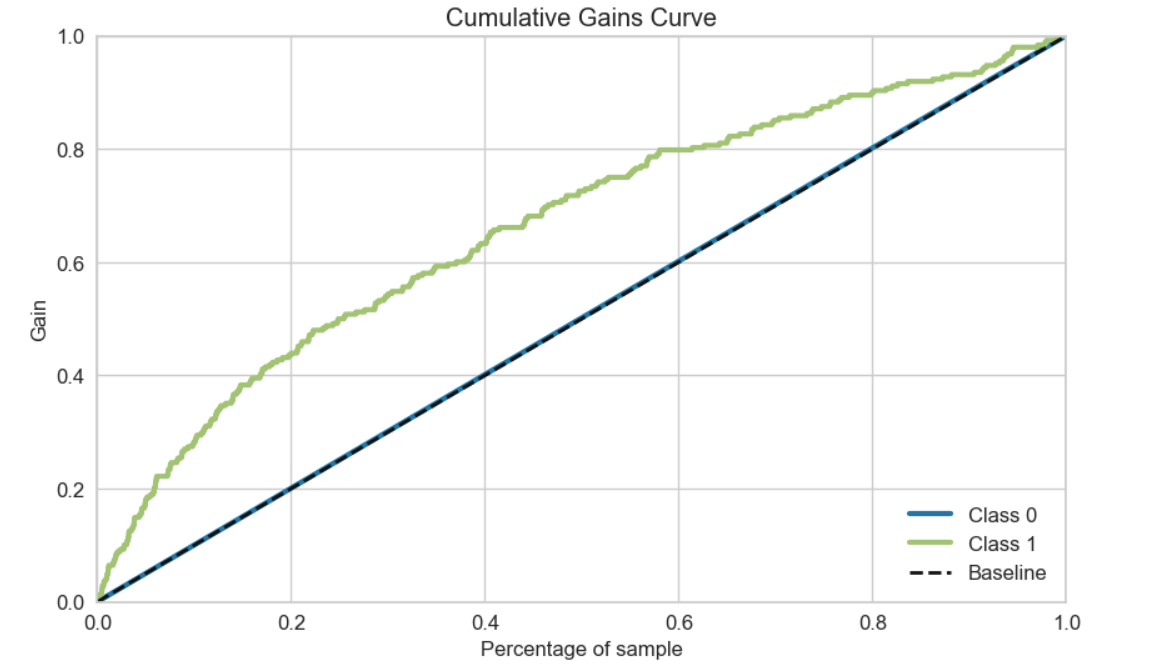 Cumulative Gains Curve
1.0
0.8
0.6
0.4
0.2
0.0
Gain
Class 0
Class 1
Baseline
0.0 0.2 0.4 0.6 0.8 1.0
Percentage of sample